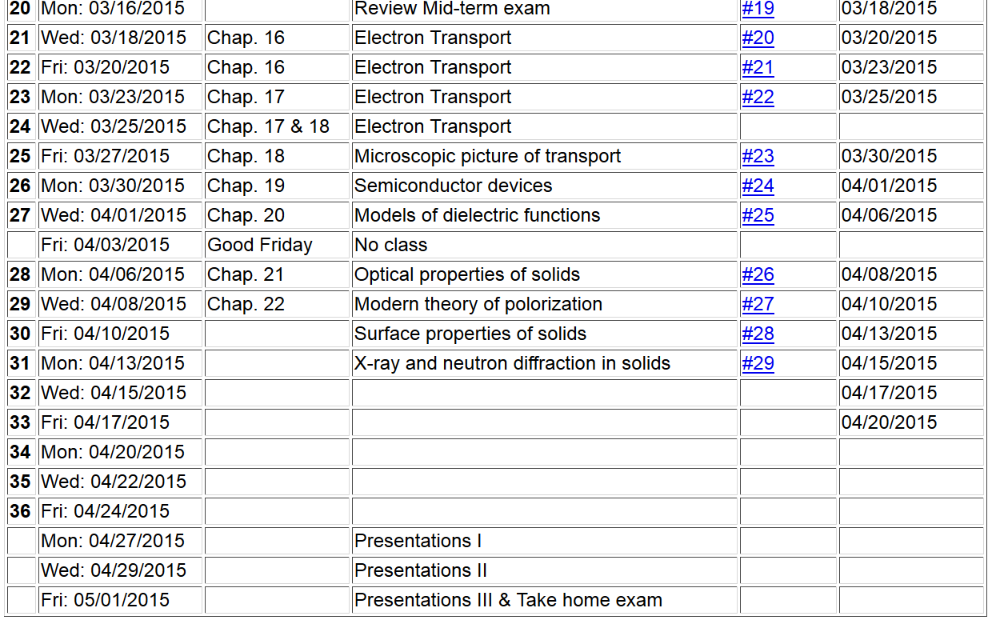 20 Mon: 03/16/2015 Review Mid-term exam #19 03/18/2015
21 Wed: 03/18/2015 Chap. 16 Electron Transport #20 03/20/2015
22 Fri: 03/20/2015 Chap. 16 Electron Transport #21 03/23/2015
23 Mon: 03/23/2015 Chap. 17 Electron Transport #22 03/25/2015
24 Wed: 03/25/2015 Chap. 17 & 18 Electron Transport
25 Fri: 03/27/2015 Chap. 18 Microscopic picture of transport #23 03/30/2015
26 Mon: 03/30/2015 Chap. 19 Semiconductor devices #24 04/01/2015
27 Wed: 04/01/2015 Chap. 20 Models of dielectric functions #25 04/06/2015
Fri: 04/03/2015 Good Friday No class
28 Mon: 04/06/2015 Chap. 21 Optical properties of solids #26 04/08/2015
29 Wed: 04/08/2015 Chap. 22 Modern theory of polorization #27 04/10/2015
30 Fri: 04/10/2015 Surface properties of solids #28 04/13/2015
31 Mon: 04/13/2015 X-ray and neutron diffraction in solids #29 04/15/2015
32 Wed: 04/15/2015 04/17/2015
33 Fri: 04/17/2015 04/20/2015
34 Mon: 04/20/2015
35 Wed: 04/22/2015
36 Fri: 04/24/2015
Mon: 04/27/2015 Presentations I
Wed: 04/29/2015 Presentations II
Fri: 05/01/2015 Presentations III & Take home exam